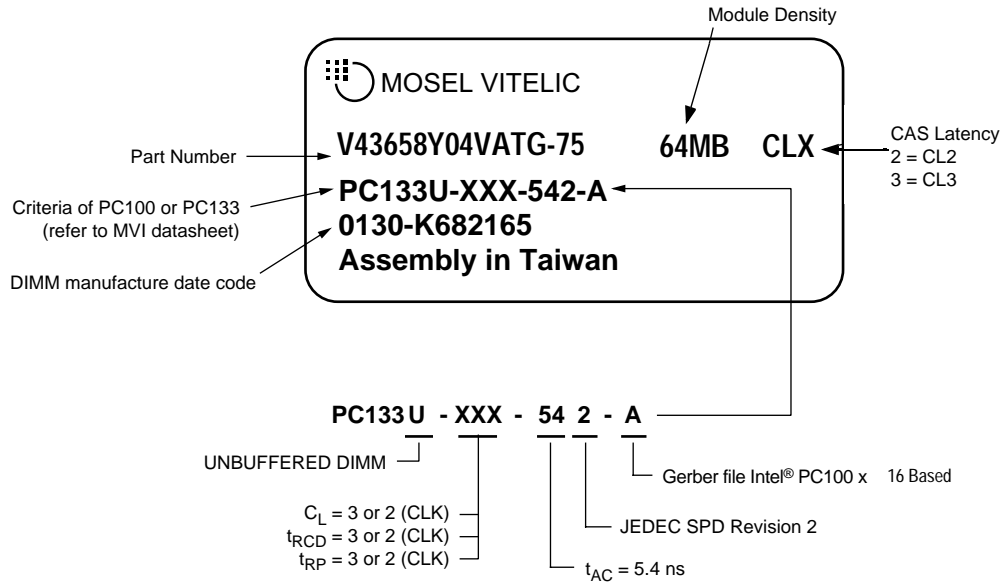 Module Density
MOSEL VITELIC
V43658Y04VATG-75 64MB CLX
Part Number
CAS Latency
2 = CL2
3 = CL3
PC133U-XXX-542-A
Criteria of PC100 or PC133
(refer to MVI datasheet)
0130-K682165
Assembly in Taiwan
DIMM manufacture date code
PC133 U - XXX - 54 2 - A
UNBUFFERED DIMM
Gerber file Intel® PC100 x 16 Based
CL = 3 or 2 (CLK)
tRCD = 3 or 2 (CLK)
tRP = 3 or 2 (CLK)
JEDEC SPD Revision 2
tAC = 5.4 ns